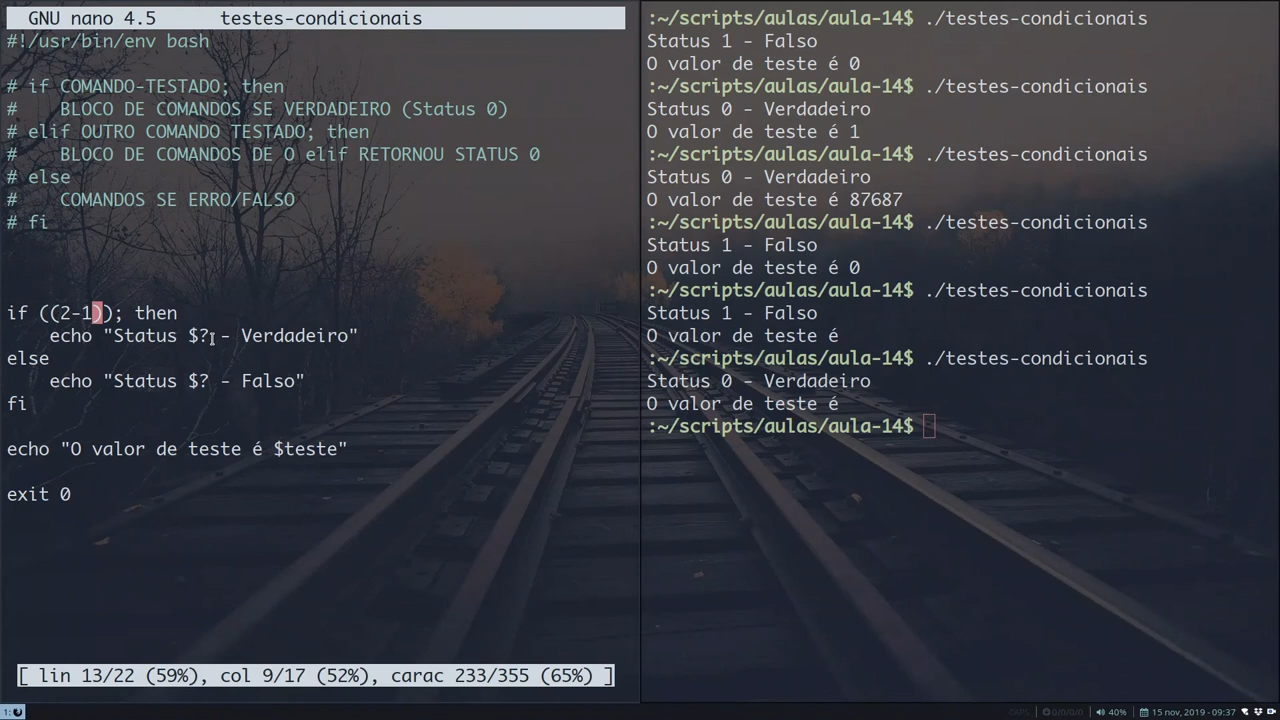 GNU nano 4.5 testes-condicionais
#!/usr/bin/env bash
# if COMANDO-TESTADO; then
# BLOCO DE COMANDOS SE VERDADEIRO (Status 0)
# elif OUTRO COMANDO TESTADO; then
# BLOCO DE COMANDOS DE O elif RETORNOU STATUS 0
# else
# COMANDOS SE ERRO/FALSO
# fi
if ((2-1)); then
echo "Status $? - Verdadeiro"
else
echo "Status $? - Falso"
fi
echo "O valor de teste é $teste"
exit 0
[ lin 13/22 (59%), col 9/17 (52%), carac 233/355 (65%) ]
:~/scripts/aulas/aula-14$ ./testes-condicionais
Status 1 - Falso
O valor de teste é 0
:~/scripts/aulas/aula-14$ ./testes-condicionais
Status 0 - Verdadeiro
O valor de teste é 1
:~/scripts/aulas/aula-14$ ./testes-condicionais
Status 0 - Verdadeiro
O valor de teste é 87687
:~/scripts/aulas/aula-14$ ./testes-condicionais
Status 1 - Falso
O valor de teste é 0
:~/scripts/aulas/aula-14$ ./testes-condicionais
Status 1 - Falso
O valor de teste é
:~/scripts/aulas/aula-14$ ./testes-condicionais
Status 0 - Verdadeiro
O valor de teste é
:~/scripts/aulas/aula-14$
1: CAPS 0/0/0/0 40% 15 nov, 2019 - 09:37